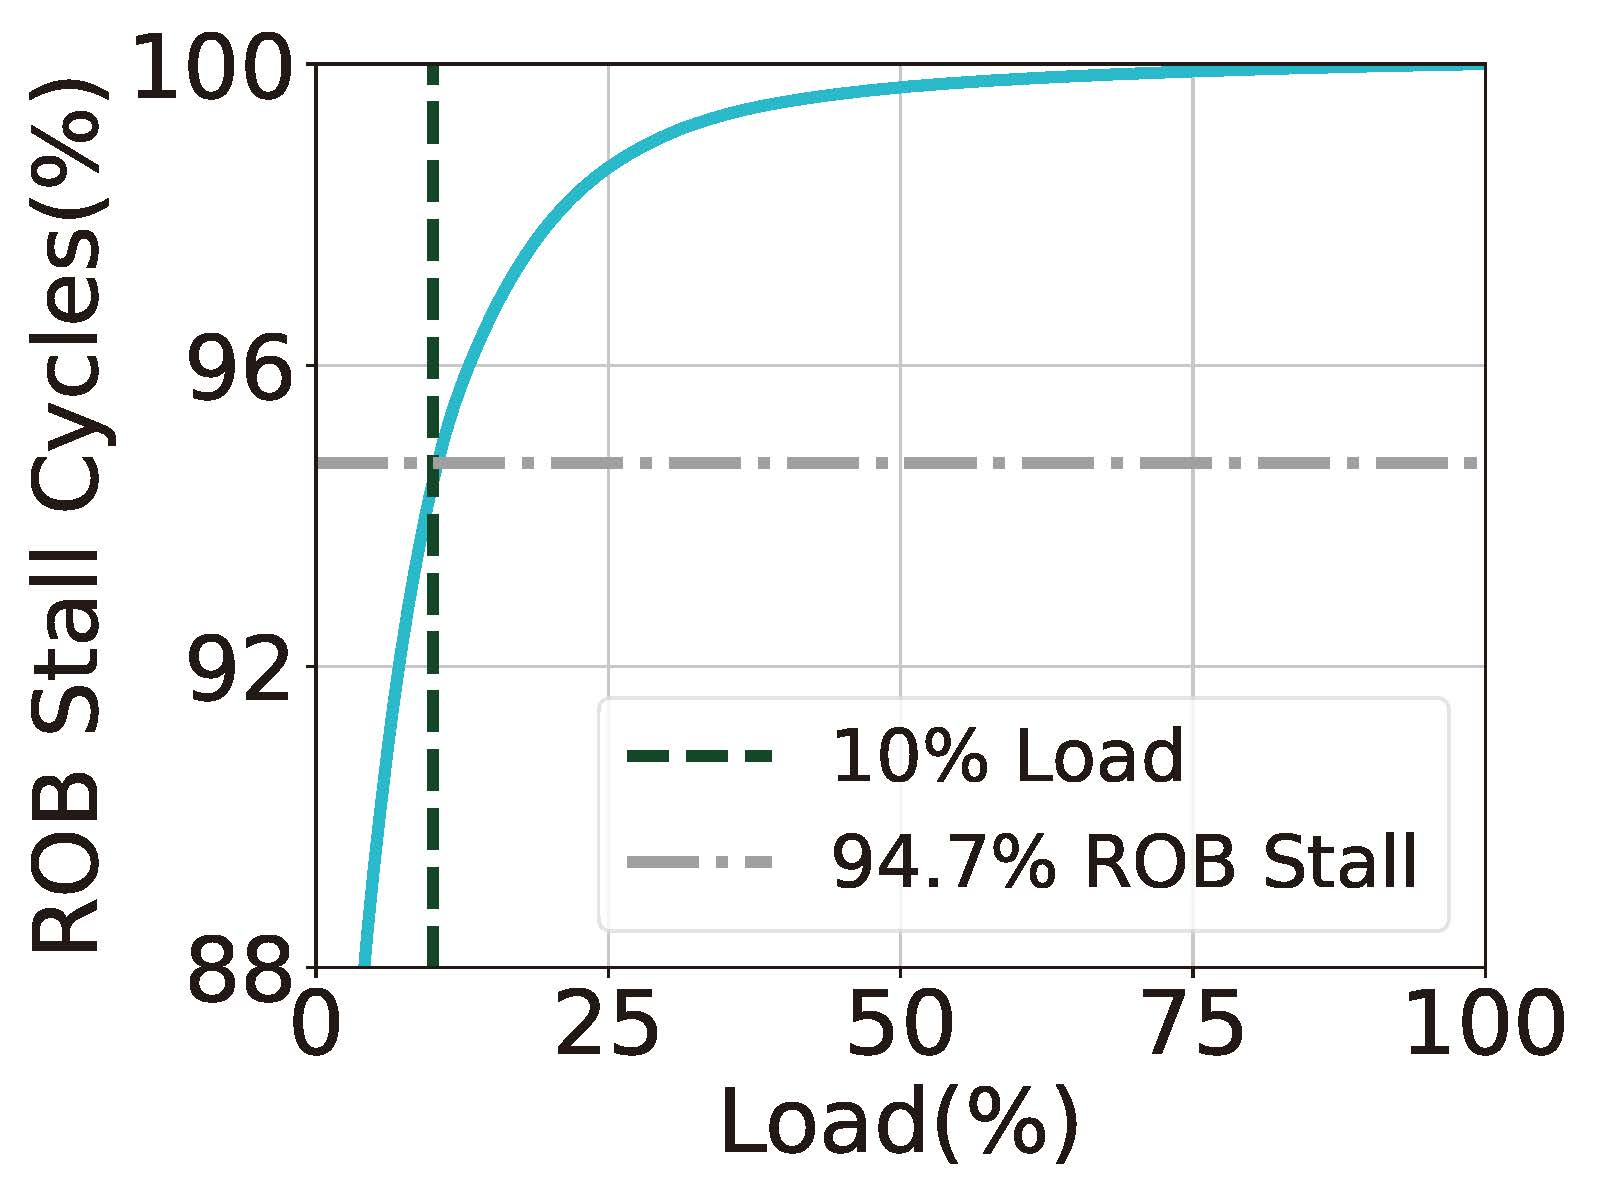 ROB Stall Cycles(%)
100
96
92
88
0 25 50 75 100
Load(%)
10% Load
94.7% ROB Stall